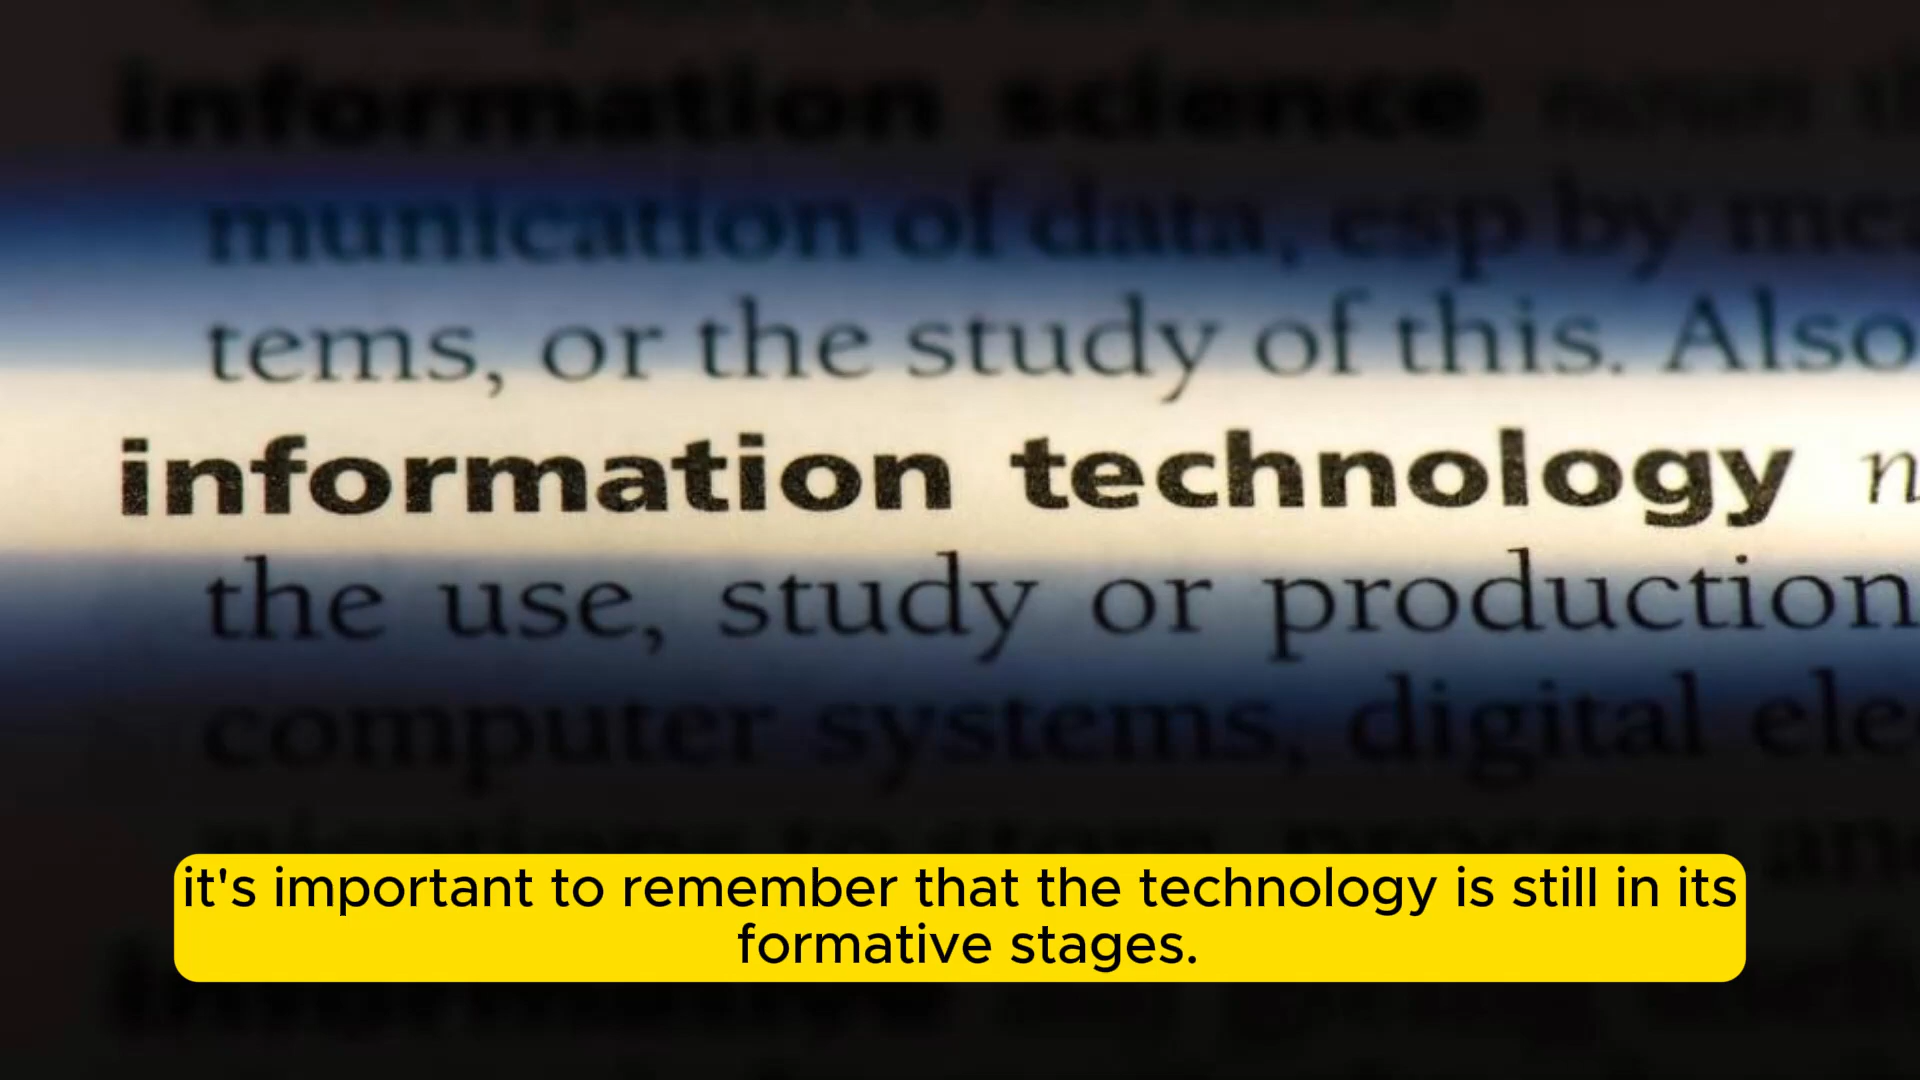 information science noun
munication of data, esp by mea
tems, or the study of this. Also
information technology n
the use, study or production
computer systems, digital ele
it's important to remember that the technology is still in its
formative stages.